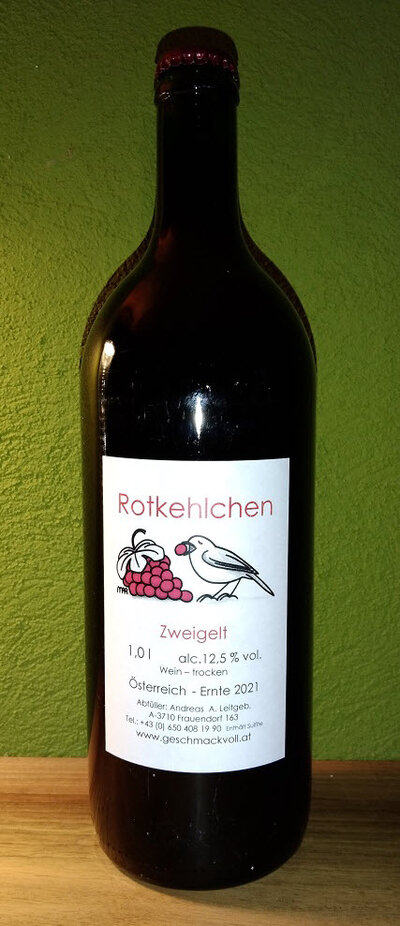 Rotkehlchen
MAR
Zweigelt
1,0 l alc.12,5 % vol.
Wein – trocken
Österreich - Ernte 2021
Abfüller: Andreas A. Leitgeb,
A-3710 Frauendorf 163
Tel.: +43 (0) 650 408 19 90 Enthält Sulfite
www.geschmackvoll.at